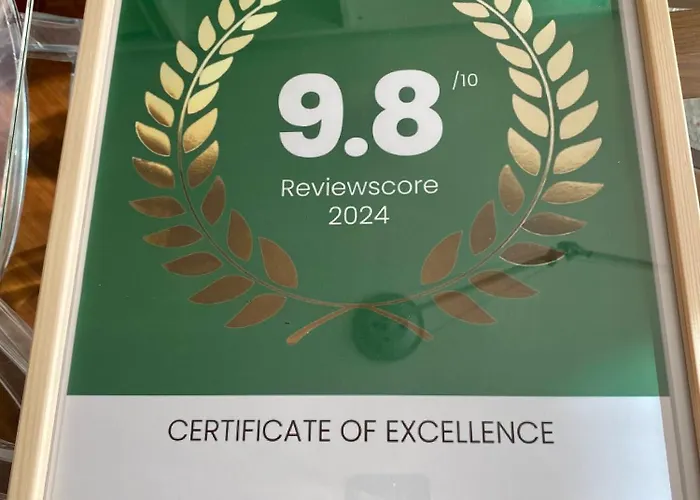 9.8 /10
Reviewscore
2024
CERTIFICATE OF EXCELLENCE